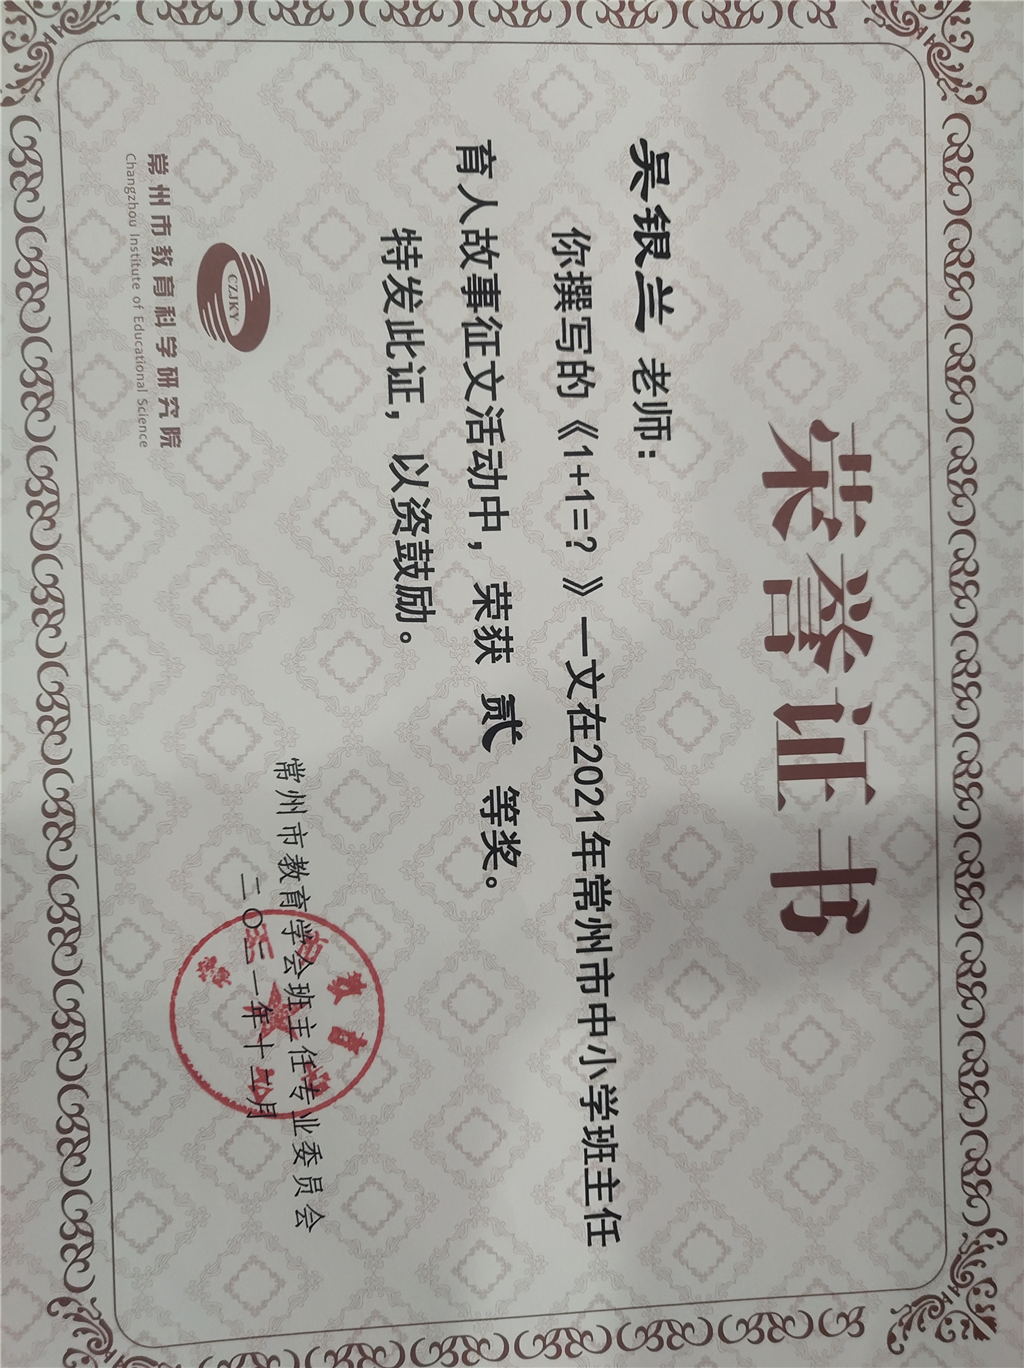 荣誉证书
吴银兰 老师：
你撰写的《1+1=？》一文在2021年常州市中小学班主任
育人故事征文活动中，荣获 贰 等奖。
特发此证，以资鼓励。
常州市教育学会班主任专业委员会
二〇二一年十二月
CZJKY
常州市教育科学研究院
Changzhou Institute of Educational Science